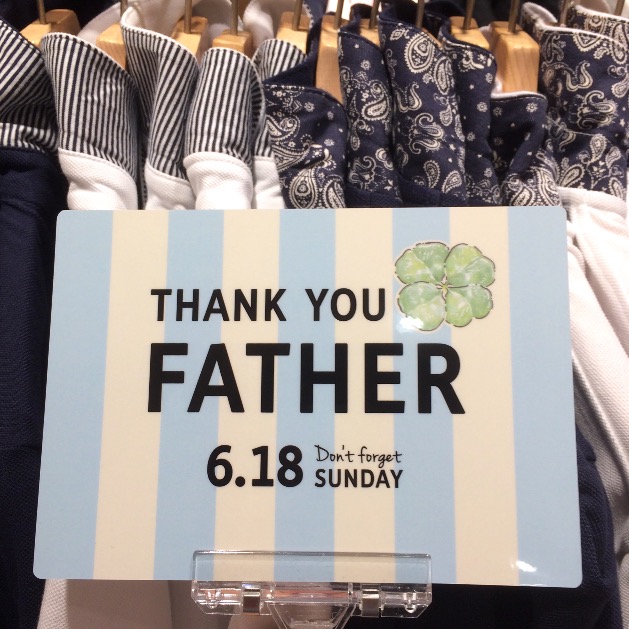 THANK YOU
FATHER
6.18 Don't forget
SUNDAY